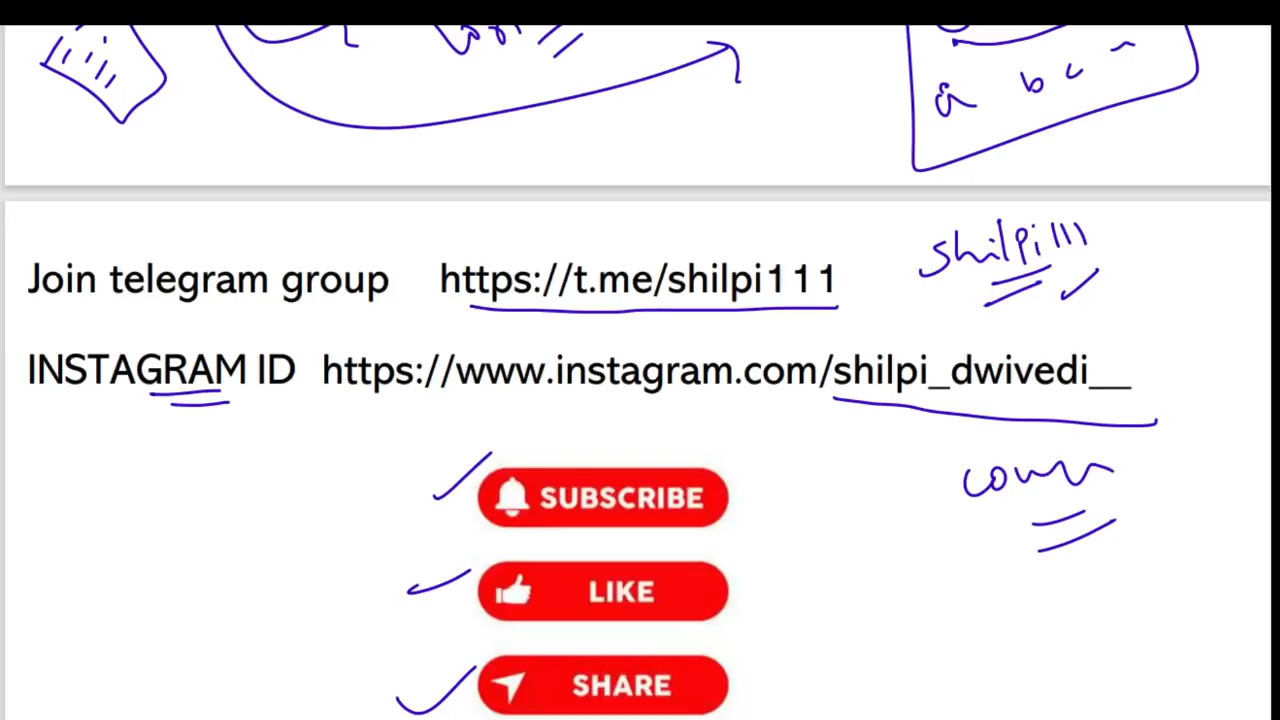 a b c
shilpi111
Join telegram group https://t.me/shilpi111
INSTAGRAM ID https://www.instagram.com/shilpi_dwivedi__
SUBSCRIBE
LIKE
SHARE